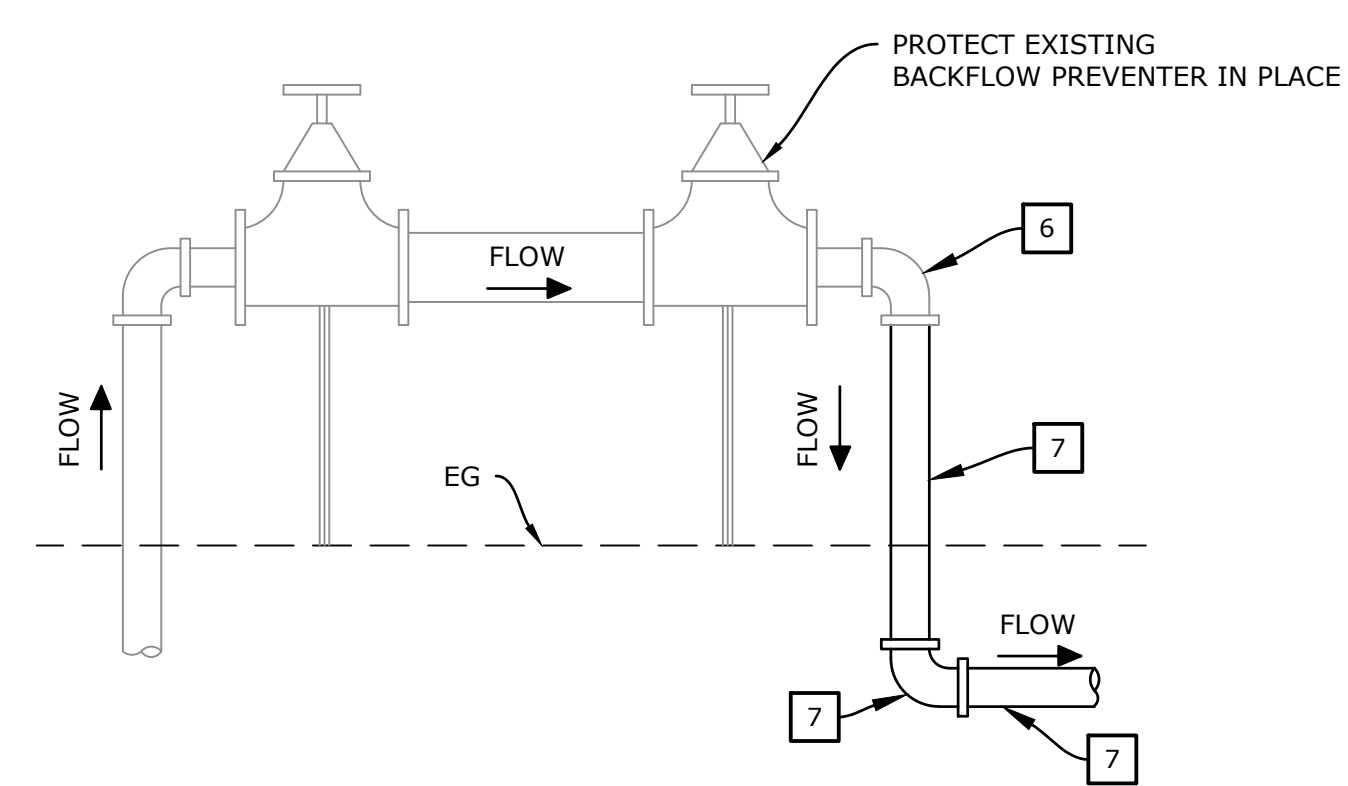 PROTECT EXISTING
BACKFLOW PREVENTER IN PLACE
6
FLOW
FLOW
FLOW
7
EG
FLOW
7
7